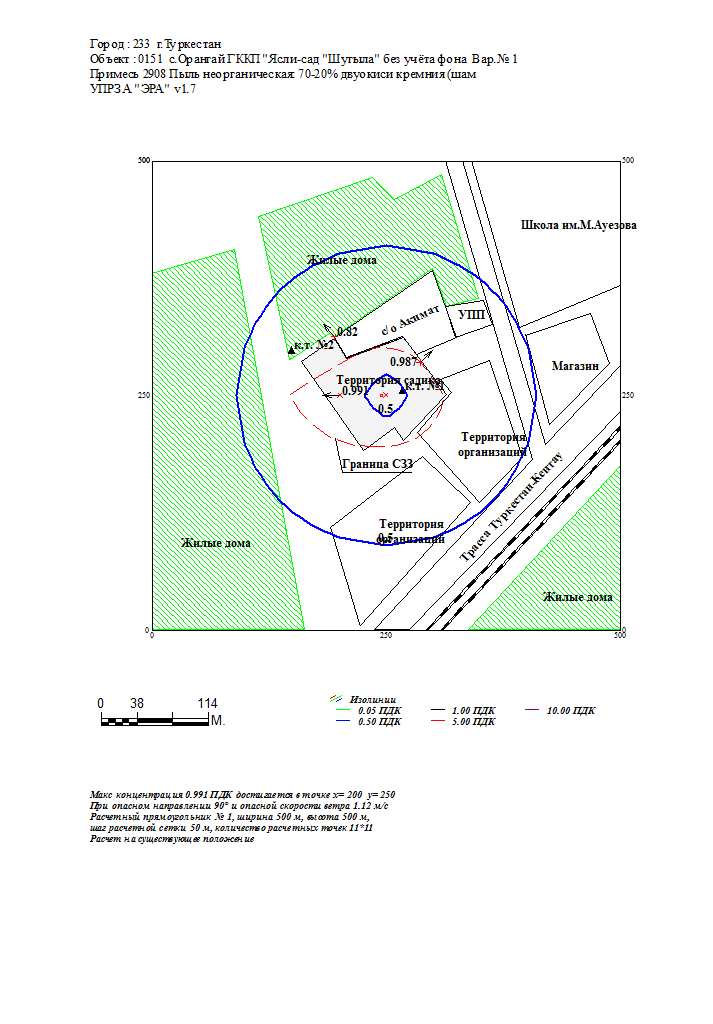 Город : 233 г.Туркестан
Объект : 0151 с.Орангай ГККП "Ясли-сад "Шуғыла" без учёта фона Вар.№ 1
Примесь 2908 Пыль неорганическая: 70-20% двуокиси кремния (шам
УПРЗА "ЭРА" v1.7
500
500
Школа им.М.Ауезова
Жилые дома
с/о Акимат
УПП
0.82
к.т. №2
0.987
Магазин
Территория садика
к.т. №1
0.991
250
250
0.5
Территория
организации
Граница СЗЗ
Трасса Туркестан-Кентау
Территория
организации
0.5
Жилые дома
Жилые дома
0
0
250
500
0 38 114
М.
Изолинии
0.05 ПДК 1.00 ПДК 10.00 ПДК
0.50 ПДК 5.00 ПДК
Макс концентрация 0.991 ПДК достигается в точке x= 200 y= 250
При опасном направлении 90° и опасной скорости ветра 1.12 м/с
Расчетный прямоугольник № 1, ширина 500 м, высота 500 м,
шаг расчетной сетки 50 м, количество расчетных точек 11*11
Расчет на существующее положение